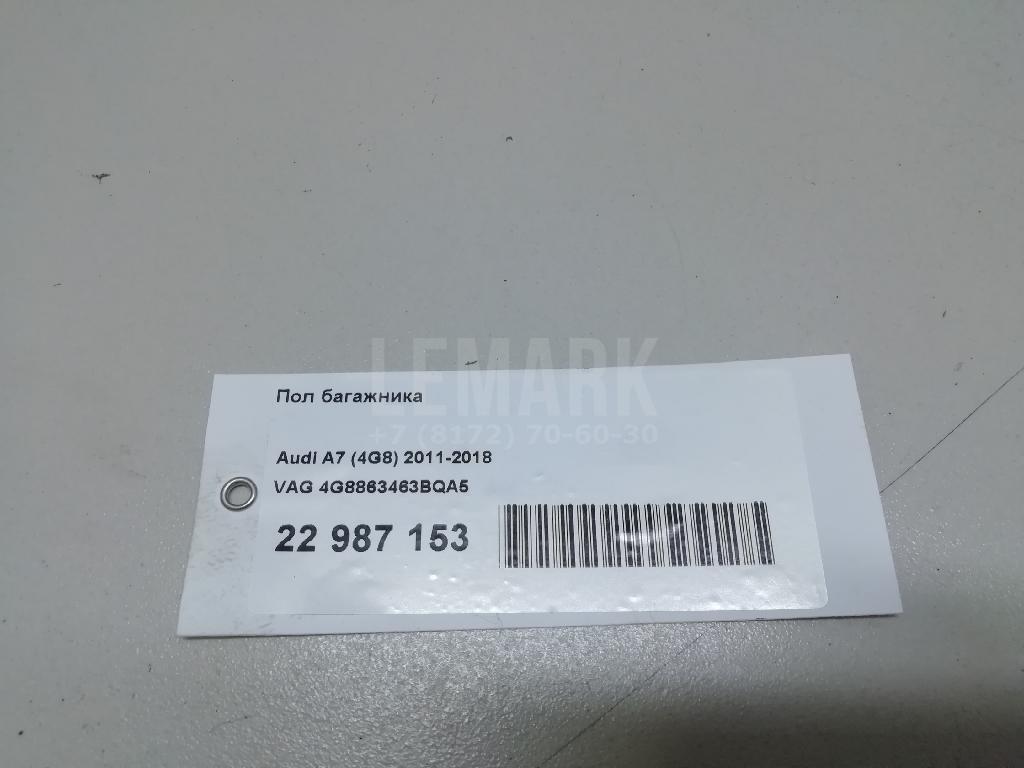 LEMARK
Пол багажника
+7 (8172) 70-60-30
Audi A7 (4G8) 2011-2018
VAG 4G8863463BQA5
22 987 153